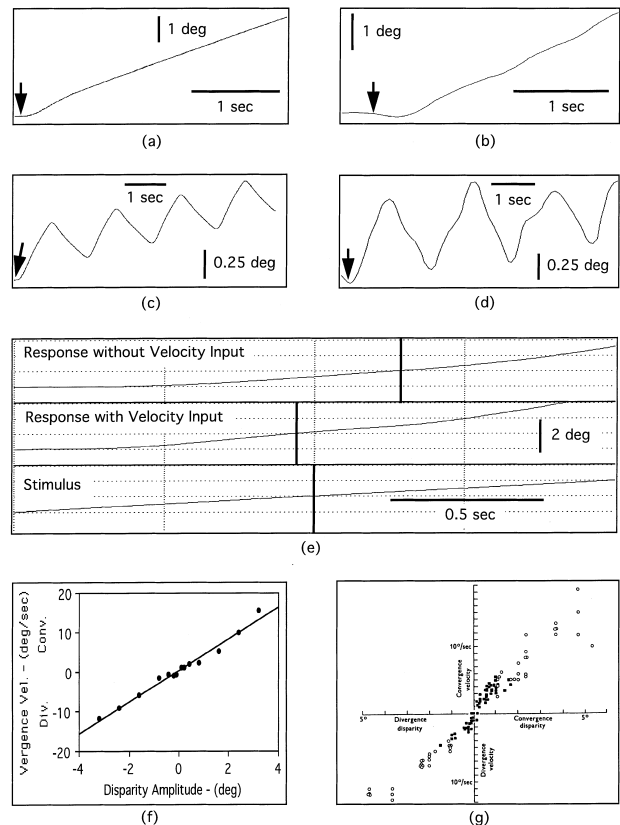 1 deg
1 sec
(a)
1 deg
1 sec
(b)
1 sec
0.25 deg
(c)
1 sec
0.25 deg
(d)
Response without Velocity Input
Response with Velocity Input
2 deg
Stimulus
0.5 sec
(e)
Vergence Vel. - (deg/sec)
Div. Conv.
20
10
0
-10
-20
-4 -2 0 2 4
Disparity Amplitude - (deg)
(f)
10°/sec
Convergence
velocity
5°
Divergence
disparity
Convergence
disparity
5°
Divergence
velocity
10°/sec
(g)